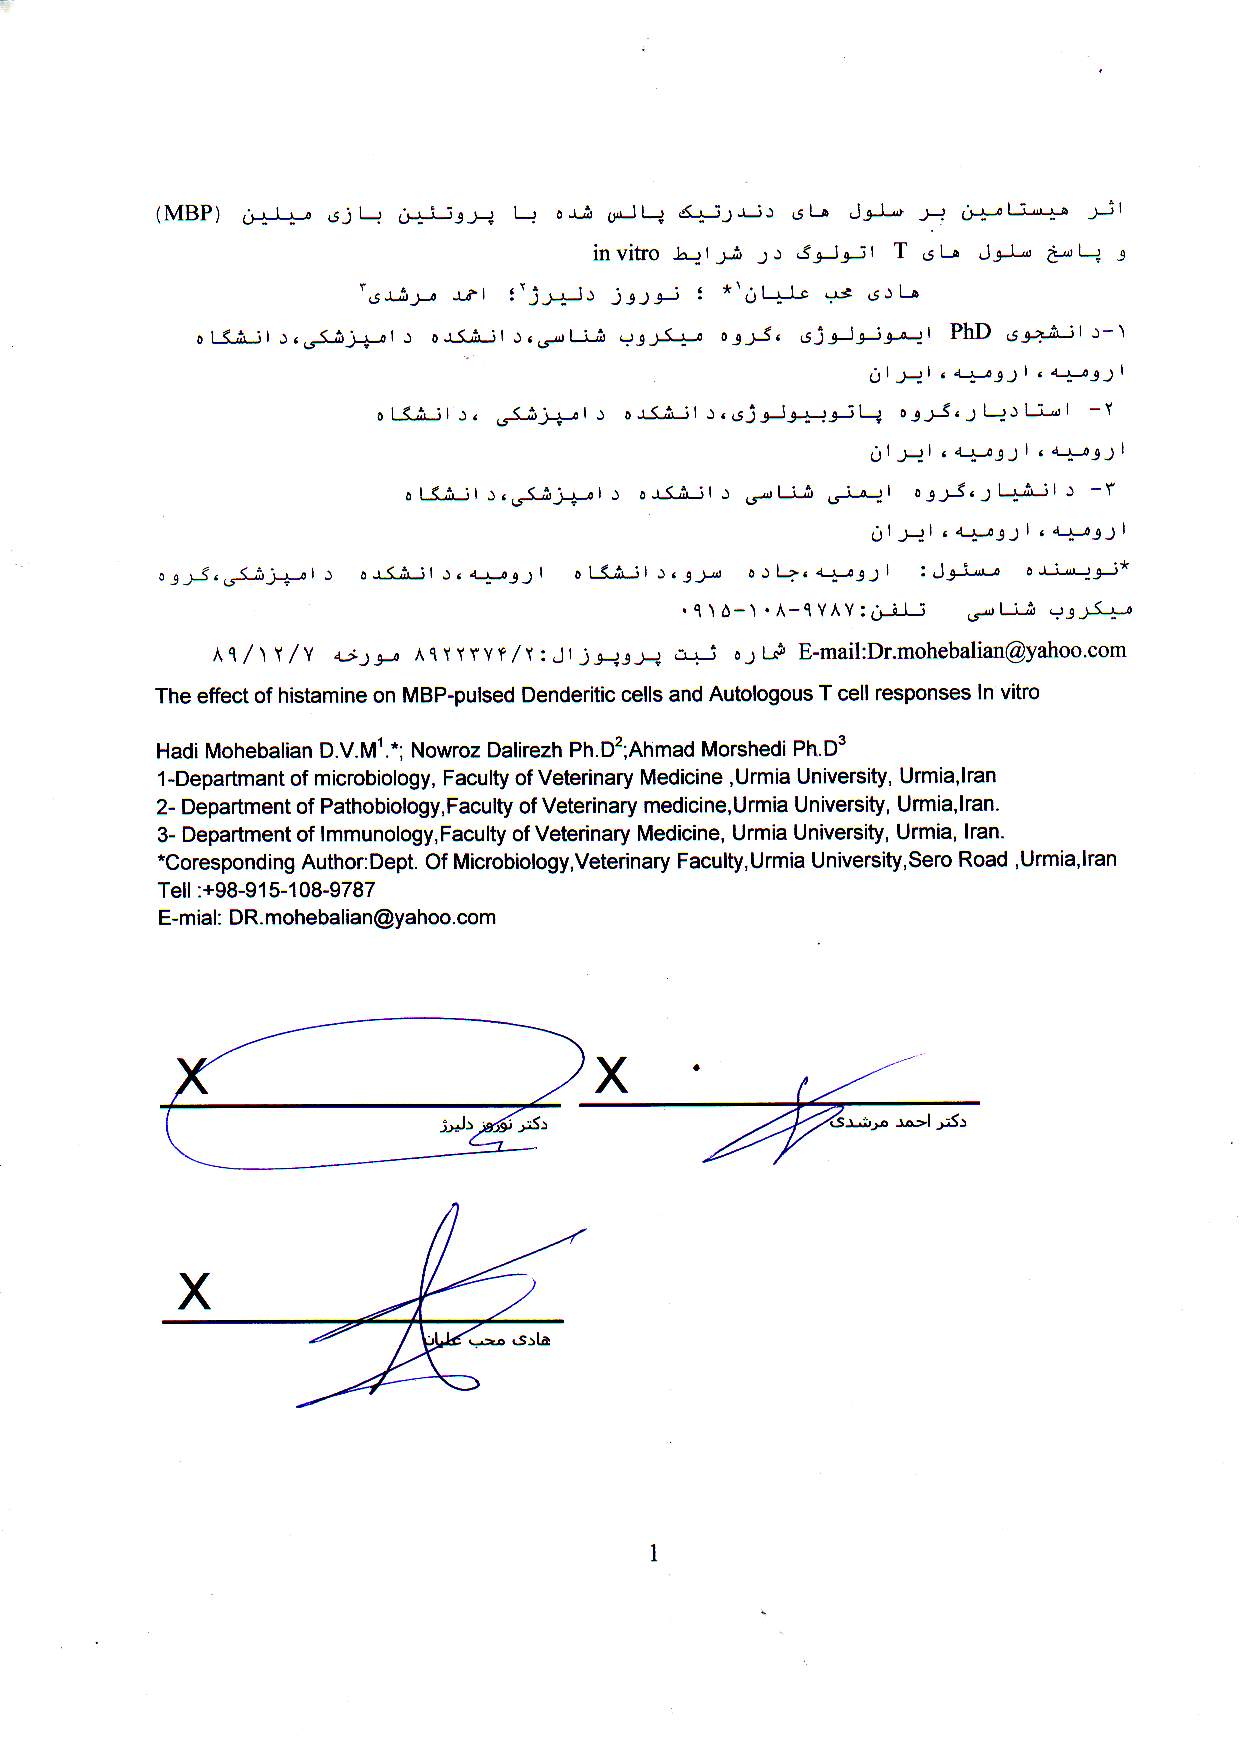 اثر هیستامین بر سلول های دندرتیک پالس شده با پروتئین بازی میلین (MBP)
و پاسخ سلول های T اتولوگ در شرایط in vitro
هادی محب علیان۱* ؛ نوروز دلیرژ۲؛ احمد مرشدی۳
۱-دانشجوی PhD ایمونولوژی ،گروه میکروب شناسی،دانشکده دامپزشکی،دانشگاه
ارومیه، ارومیه، ایران
۲- استادیار،گروه پاتوبیولوژی،دانشکده دامپزشکی ،دانشگاه
ارومیه، ارومیه، ایران
۳- دانشیار،گروه ایمنی شناسی دانشکده دامپزشکی،دانشگاه
ارومیه، ارومیه، ایران
*نویسنده مسئول: ارومیه،جاده سرو،دانشگاه ارومیه،دانشکده دامپزشکی،گروه
میکروب شناسی تلفن:۰۹۱۵-۱۰۸-۹۷۸۷
E-mail:Dr.mohebalian@yahoo.com شماره ثبت پروپوزال:۸۹۲۲۳۷۴/۲ مورخه ۸۹/۱۲/۷
The effect of histamine on MBP-pulsed Denderitic cells and Autologous T cell responses In vitro
Hadi Mohebalian D.V.M1.*; Nowroz Dalirezh Ph.D2;Ahmad Morshedi Ph.D3
1-Departmant of microbiology, Faculty of Veterinary Medicine ,Urmia University, Urmia,Iran
2- Department of Pathobiology,Faculty of Veterinary medicine,Urmia University, Urmia,Iran.
3- Department of Immunology,Faculty of Veterinary Medicine, Urmia University, Urmia, Iran.
*Coresponding Author:Dept. Of Microbiology,Veterinary Faculty,Urmia University,Sero Road ,Urmia,Iran
Tell :+98-915-108-9787
E-mial: DR.mohebalian@yahoo.com
X X
دکتر نوروز دلیرژ دکتر احمد مرشدی
X
هادی محب علیان
1